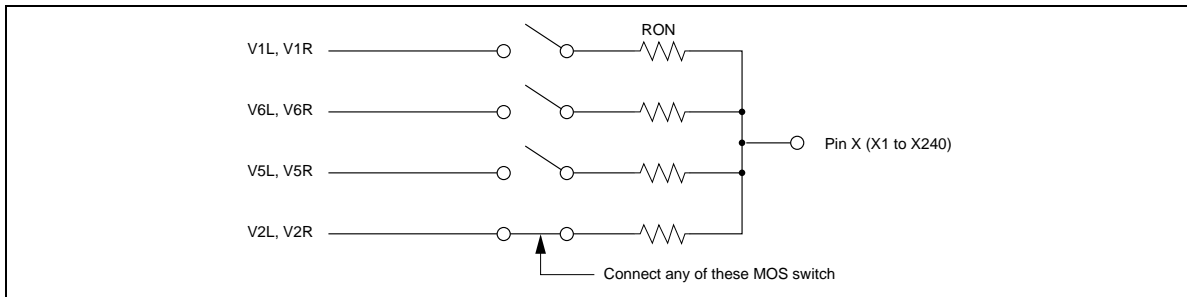 RON
V1L, V1R
V6L, V6R
Pin X (X1 to X240)
V5L, V5R
V2L, V2R
Connect any of these MOS switch